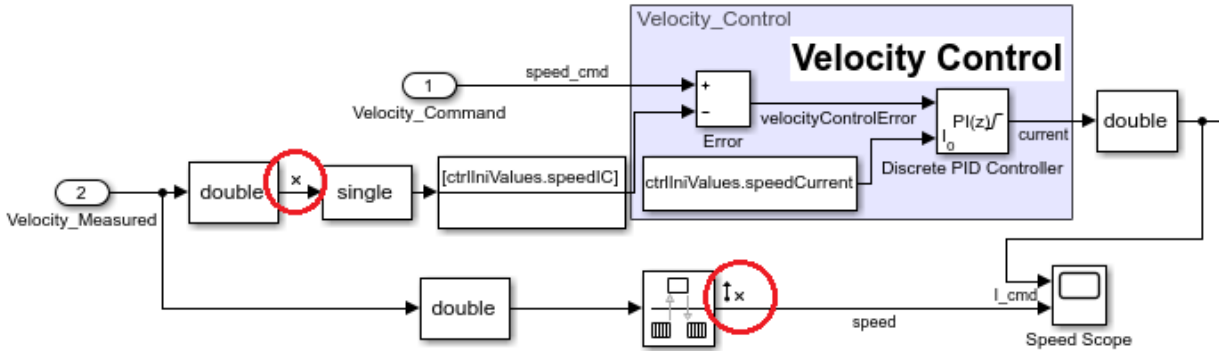 Velocity_Control
Velocity Control
speed_cmd
1
Velocity_Command
+
−
Error
velocityControlError
PI(z)
I_o
current
Discrete PID Controller
double
2
Velocity_Measured
double
×
single
[ctrlIniValues.speedIC]
ctrlIniValues.speedCurrent
double
×
speed
I_cmd
Speed Scope